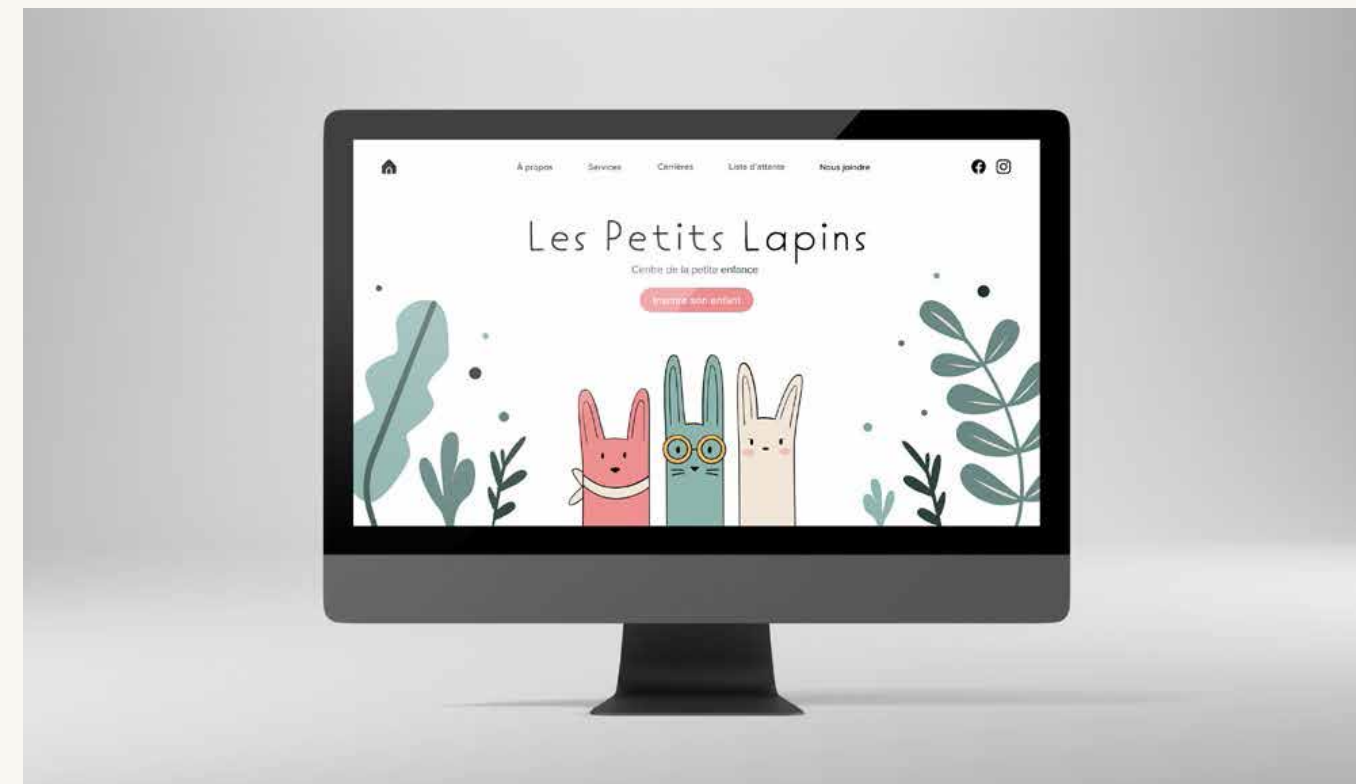 À propos Services Carrières Liste d'attente Nous joindre
Les Petits Lapins
Centre de la petite enfance
Inscrire son enfant